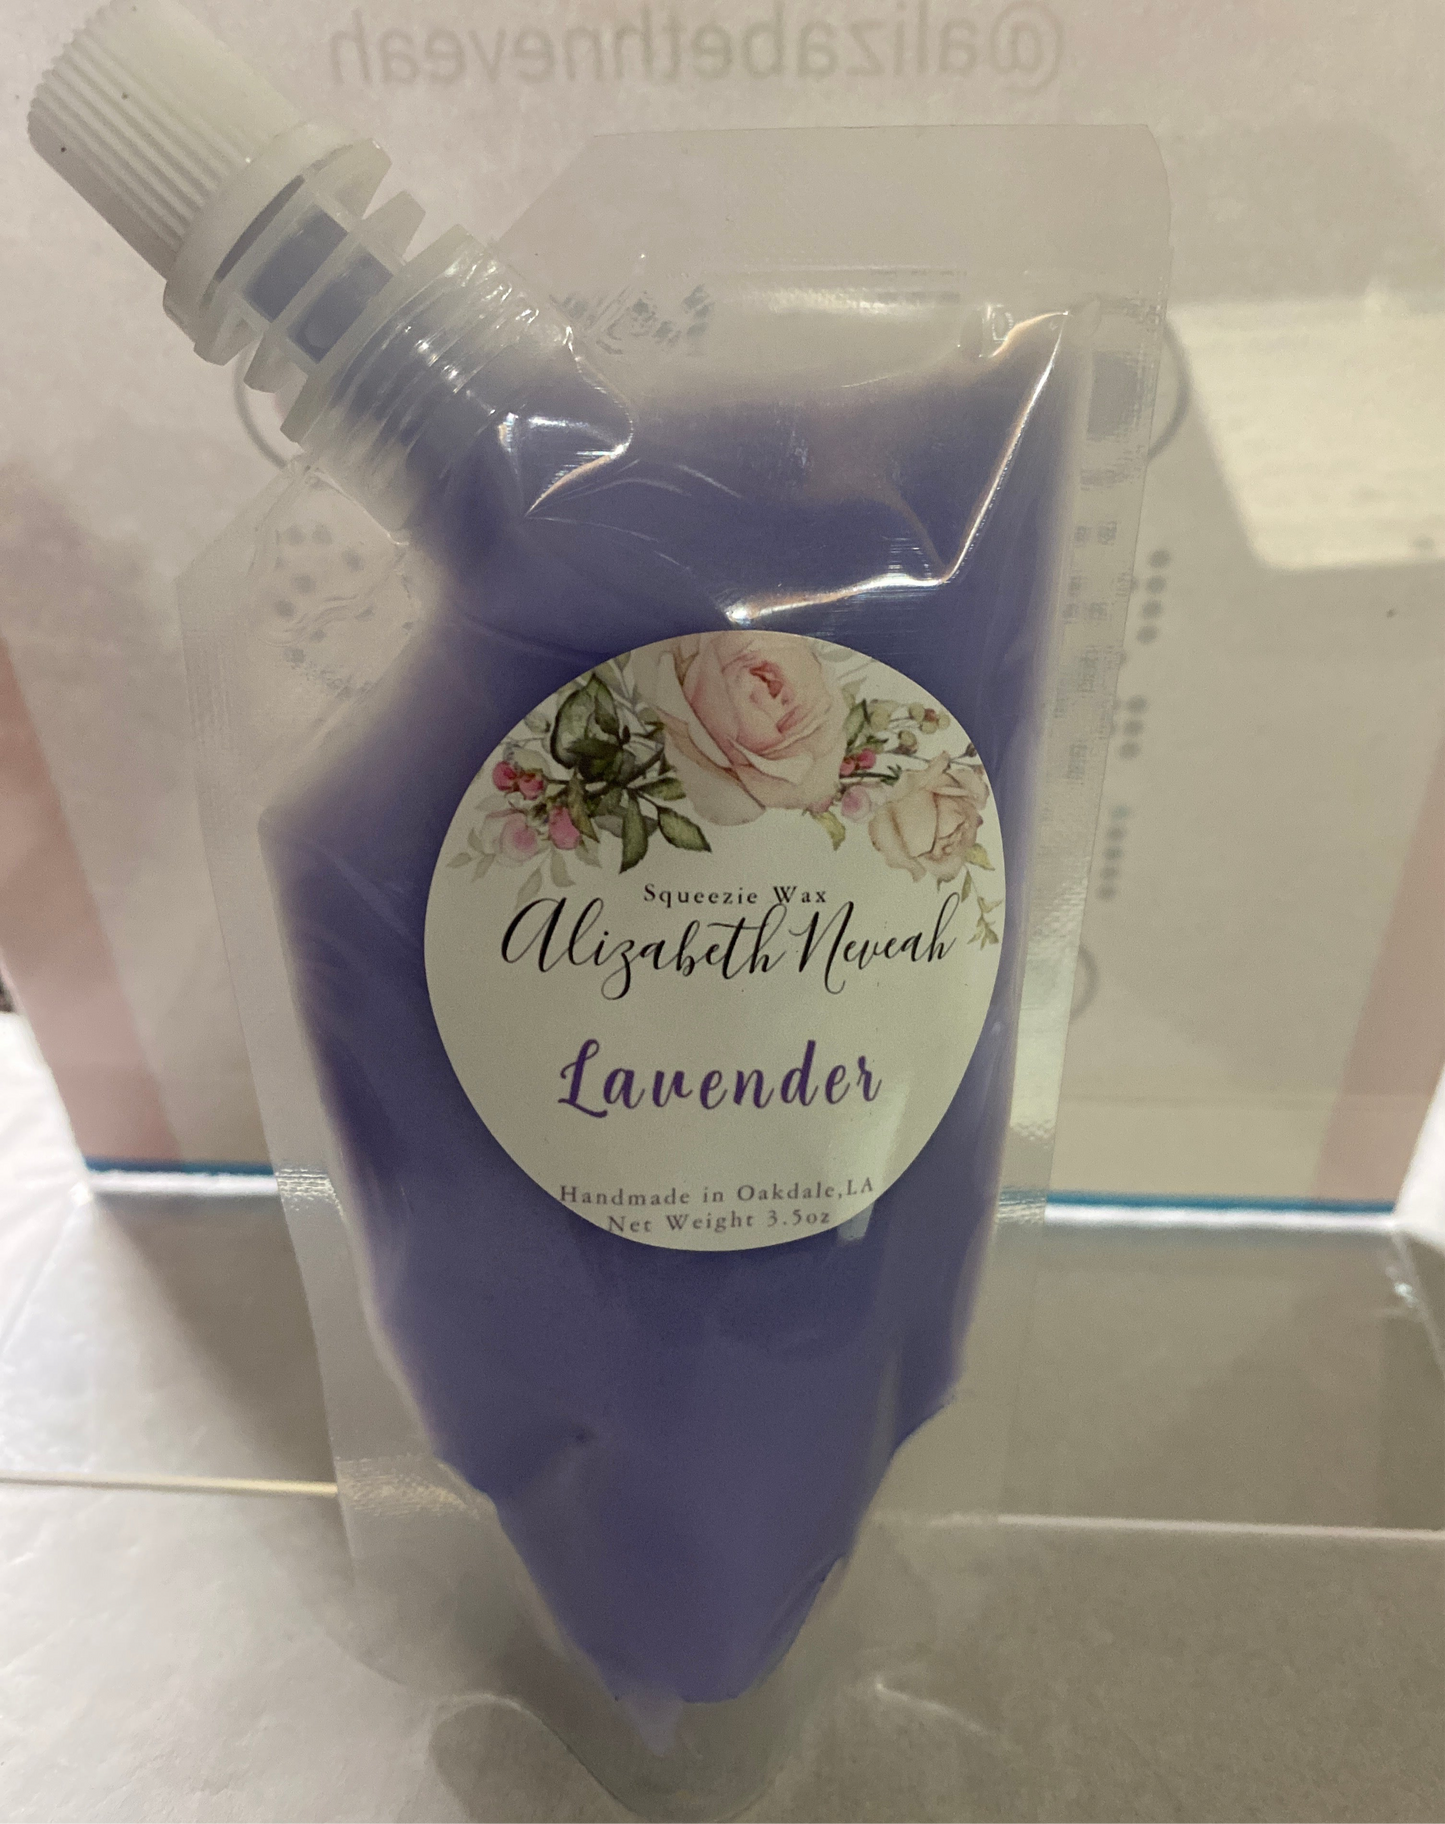 @alizabethneveah
Squeezie Wax
Alizabeth Neveah
Lavender
Handmade in Oakdale,LA
Net Weight 3.5oz